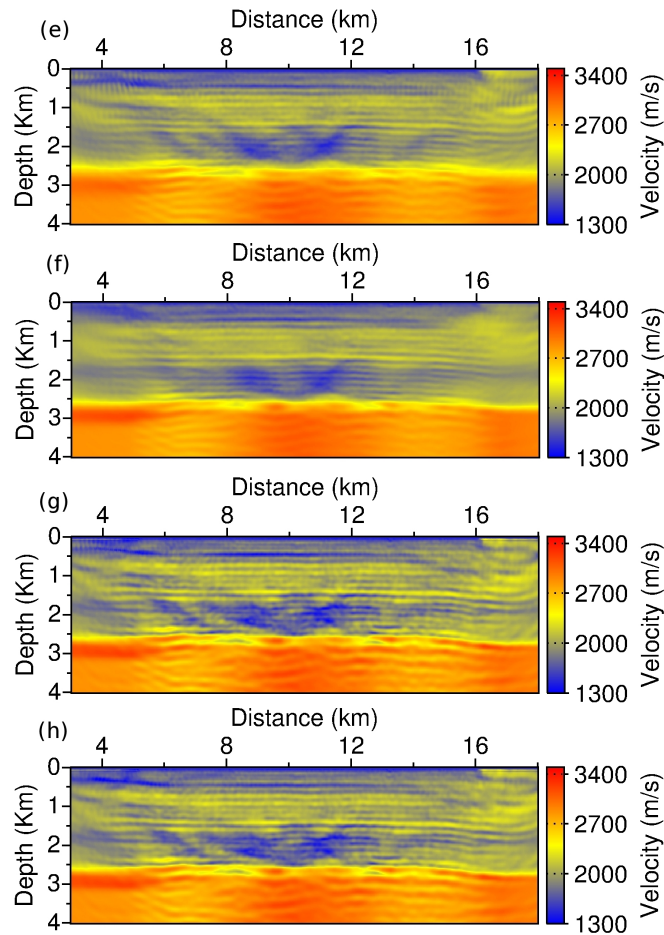 (e)
Distance (km)
4 8 12 16
0
1
2
3
4
Depth (Km)
3400
2700
2000
1300
Velocity (m/s)
(f)
Distance (km)
4 8 12 16
0
1
2
3
4
Depth (Km)
3400
2700
2000
1300
Velocity (m/s)
(g)
Distance (km)
4 8 12 16
0
1
2
3
4
Depth (Km)
3400
2700
2000
1300
Velocity (m/s)
(h)
Distance (km)
4 8 12 16
0
1
2
3
4
Depth (Km)
3400
2700
2000
1300
Velocity (m/s)